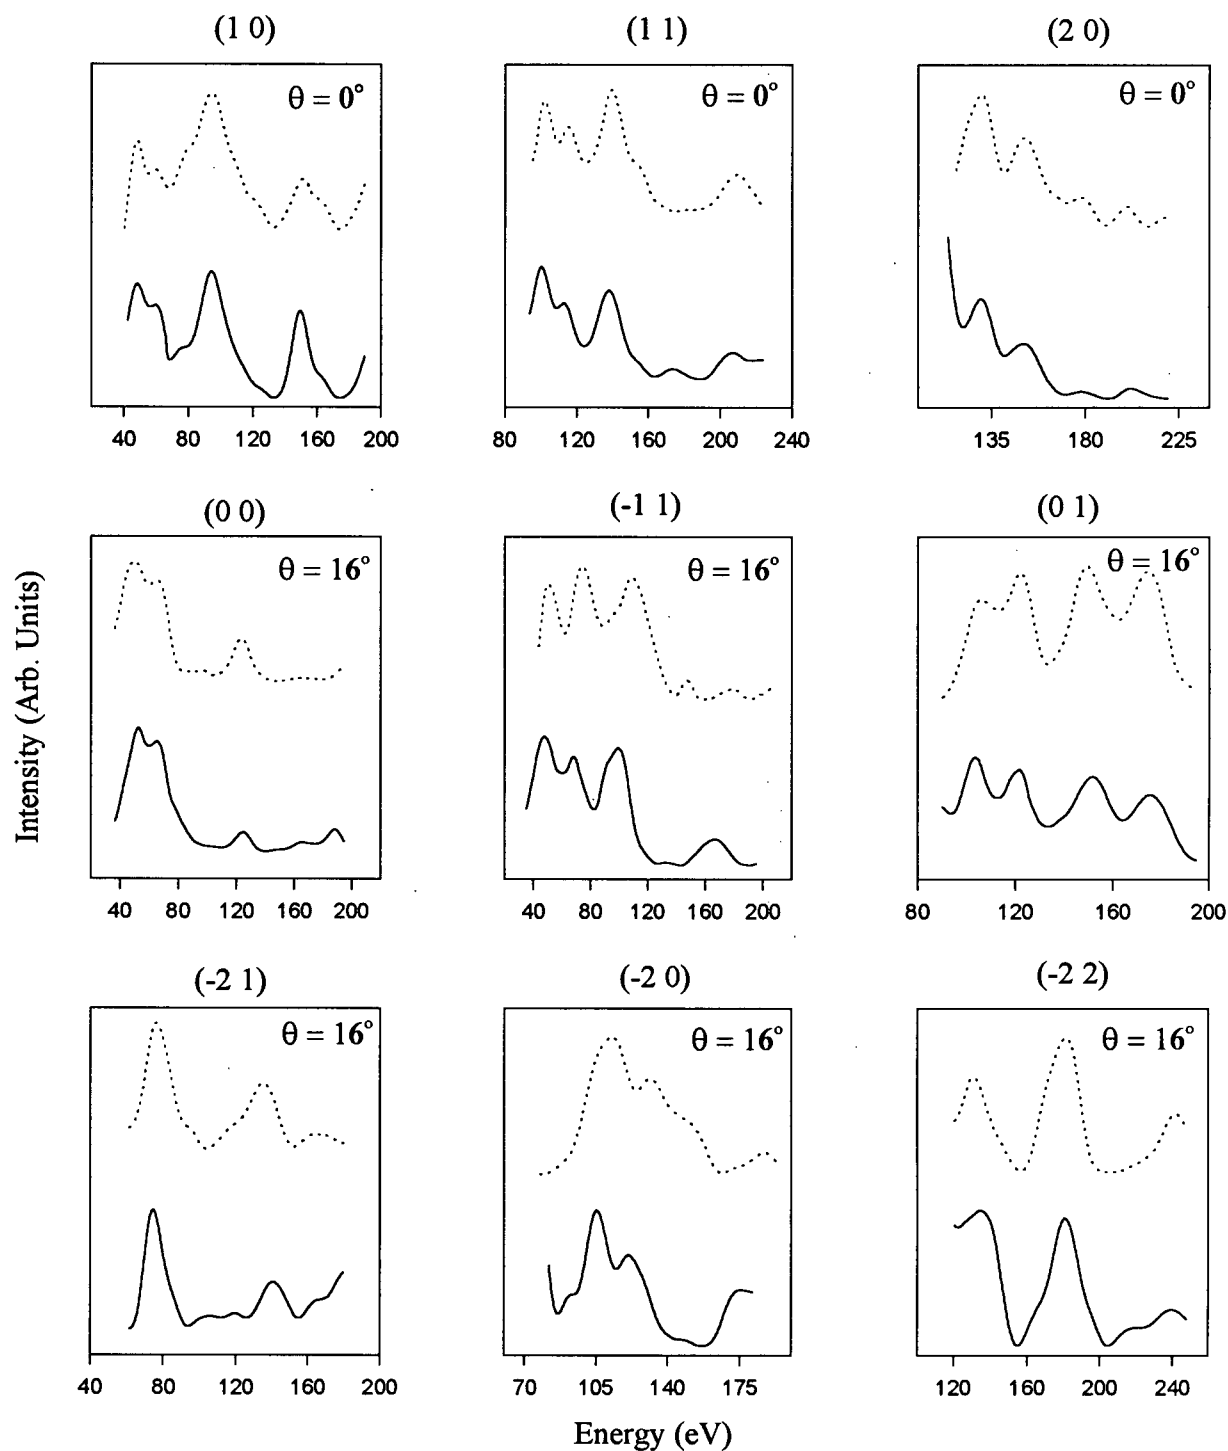 (1 0)
(1 1)
(2 0)
θ = 0°
θ = 0°
θ = 0°
40 80 120 160 200
80 120 160 200 240
135 180 225
(0 0)
(-1 1)
(0 1)
θ = 16°
θ = 16°
θ = 16°
40 80 120 160 200
40 80 120 160 200
80 120 160 200
Intensity (Arb. Units)
(-2 1)
(-2 0)
(-2 2)
θ = 16°
θ = 16°
θ = 16°
40 80 120 160 200
70 105 140 175
120 160 200 240
Energy (eV)